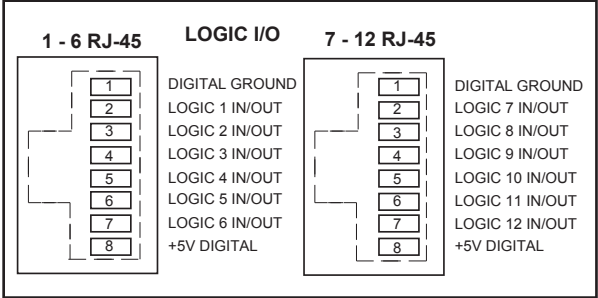 LOGIC I/O
1 - 6 RJ-45
1 DIGITAL GROUND
2 LOGIC 1 IN/OUT
3 LOGIC 2 IN/OUT
4 LOGIC 3 IN/OUT
5 LOGIC 4 IN/OUT
6 LOGIC 5 IN/OUT
7 LOGIC 6 IN/OUT
8 +5V DIGITAL
7 - 12 RJ-45
1 DIGITAL GROUND
2 LOGIC 7 IN/OUT
3 LOGIC 8 IN/OUT
4 LOGIC 9 IN/OUT
5 LOGIC 10 IN/OUT
6 LOGIC 11 IN/OUT
7 LOGIC 12 IN/OUT
8 +5V DIGITAL